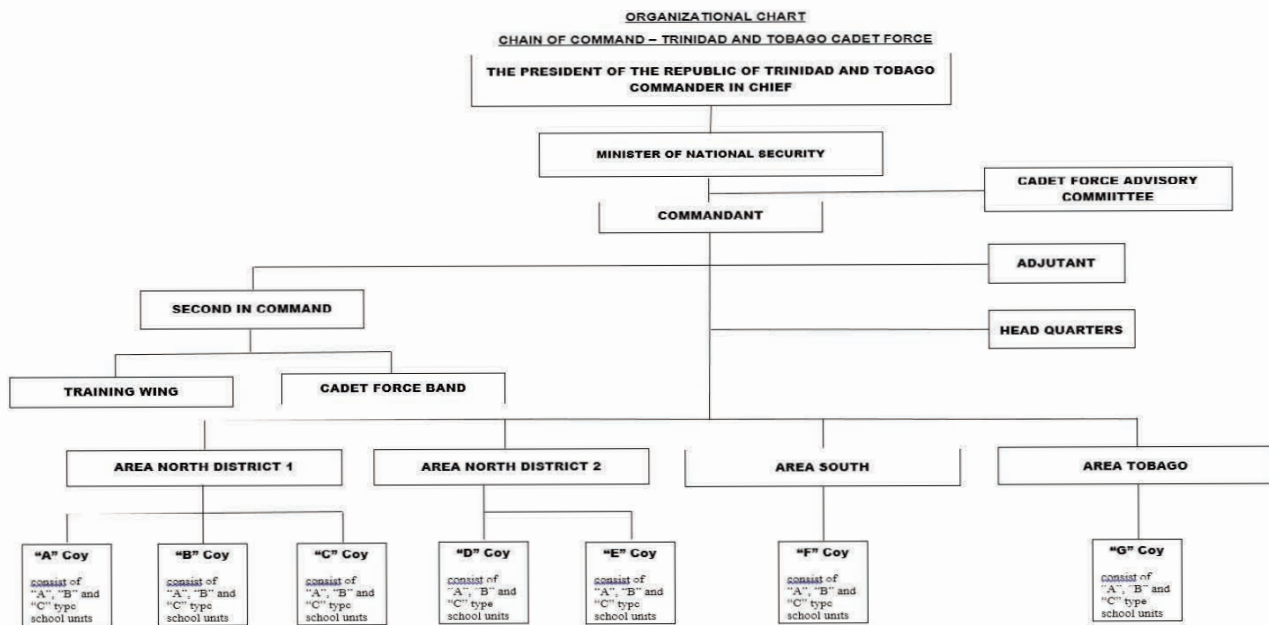 ORGANIZATIONAL CHART
CHAIN OF COMMAND – TRINIDAD AND TOBAGO CADET FORCE
THE PRESIDENT OF THE REPUBLIC OF TRINIDAD AND TOBAGO
COMMANDER IN CHIEF
MINISTER OF NATIONAL SECURITY
CADET FORCE ADVISORY
COMMIITTEE
COMMANDANT
ADJUTANT
SECOND IN COMMAND
HEAD QUARTERS
TRAINING WING
CADET FORCE BAND
AREA NORTH DISTRICT 1
AREA NORTH DISTRICT 2
AREA SOUTH
AREA TOBAGO
“A” Coy
consist of
“A”, “B” and
“C” type
school units
“B” Coy
consist of
“A”, “B” and
“C” type
school units
“C” Coy
consist of
“A”, “B” and
“C” type
school units
“D” Coy
consist of
“A”, “B” and
“C” type
school units
“E” Coy
consist of
“A”, “B” and
“C” type
school units
“F” Coy
consist of
“A”, “B” and
“C” type
school units
“G” Coy
consist of
“A”, “B” and
“C” type
school units